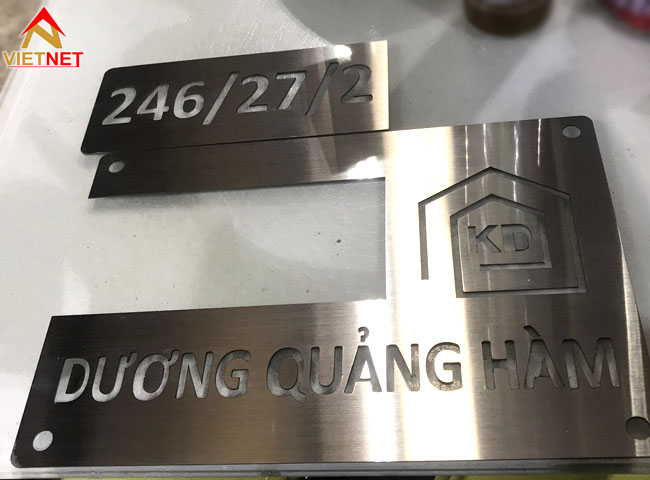 VIETNET
246/27/2
KD
DƯƠNG QUẢNG HÀM